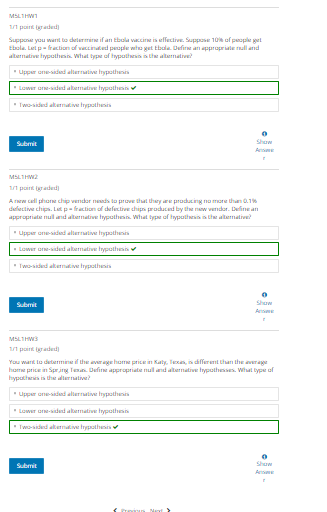 M5L1HW1
1/1 point (graded)
Suppose you want to determine if an Ebola vaccine is effective. Suppose 10% of people get
Ebola. Let p = fraction of vaccinated people who get Ebola. Define an appropriate null and
alternative hypothesis. What type of hypothesis is the alternative?
Upper one-sided alternative hypothesis
Lower one-sided alternative hypothesis ✔
Two-sided alternative hypothesis
Submit
Show
Answe
r
M5L1HW2
1/1 point (graded)
A new cell phone chip vendor needs to prove that they are producing no more than 0.1%
defective chips. Let p = fraction of defective chips produced by the new vendor. Define an
appropriate null and alternative hypothesis. What type of hypothesis is the alternative?
Upper one-sided alternative hypothesis
Lower one-sided alternative hypothesis ✔
Two-sided alternative hypothesis
Submit
Show
Answe
r
M5L1HW3
1/1 point (graded)
You want to determine if the average home price in Katy, Texas, is different than the average
home price in Spring Texas. Define appropriate null and alternative hypothesses. What type of
hypothesis is the alternative?
Upper one-sided alternative hypothesis
Lower one-sided alternative hypothesis
Two-sided alternative hypothesis ✔
Submit
Show
Answe
r
Previous Next